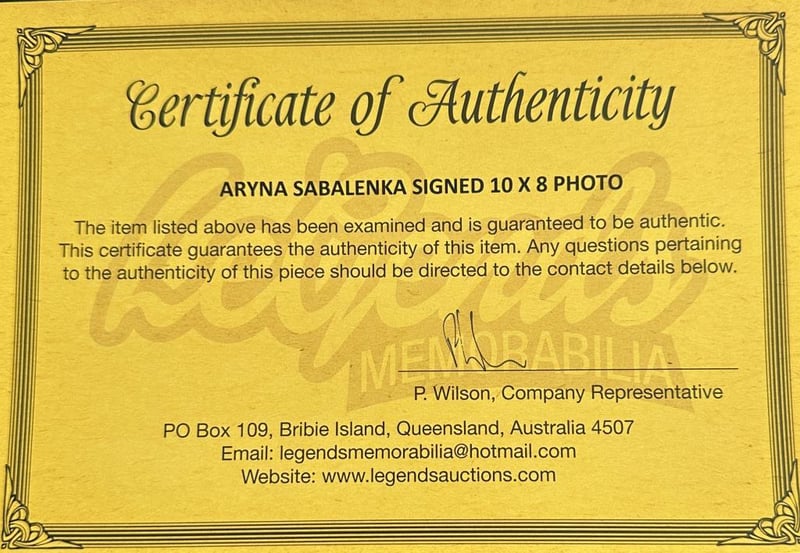 Certificate of Authenticity
ARYNA SABALENKA SIGNED 10 X 8 PHOTO
The item listed above has been examined and is guaranteed to be authentic.
This certificate guarantees the authenticity of this item. Any questions pertaining
to the authenticity of this piece should be directed to the contact details below.
Legends
MEMORABILIA
P. Wilson, Company Representative
PO Box 109, Bribie Island, Queensland, Australia 4507
Email: legendsmemorabilia@hotmail.com
Website: www.legendsauctions.com